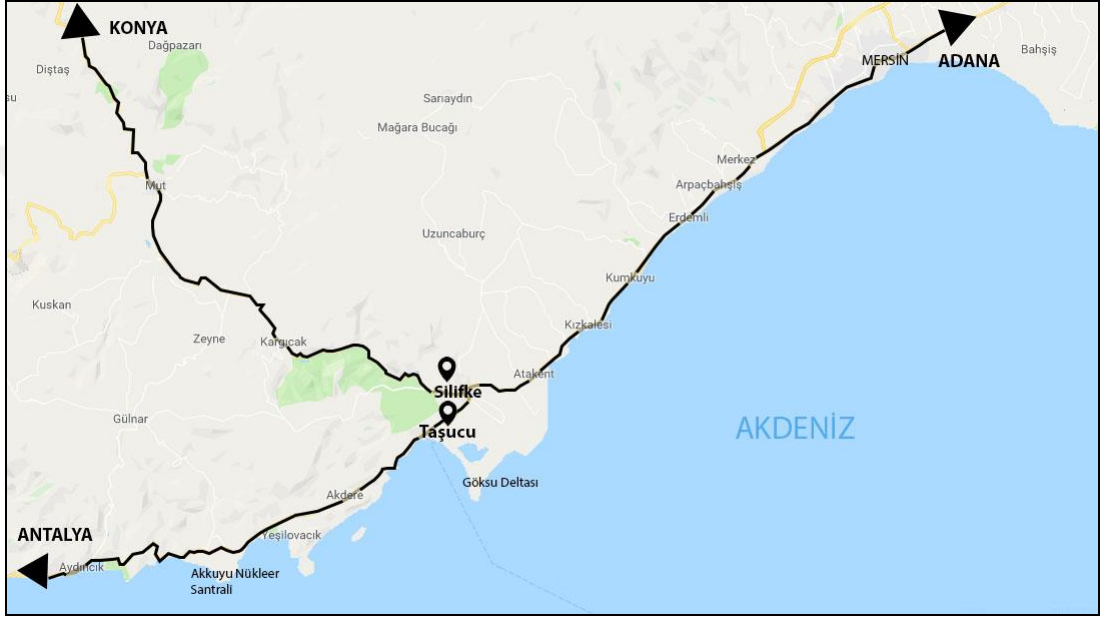 KONYA
Dağpazarı
Diştaş
su
MERSİN
ADANA
Bahşiş
Sarıaydın
Mağara Bucağı
Merkez
Mut
Arpaçbahşiş
Erdemli
Uzuncaburç
Kumkuyu
Kuskan
Kızkalesi
Zeyne
Kargıcak
Atakent
Silifke
Gülnar
Taşucu
AKDENİZ
Göksu Deltası
Akdere
ANTALYA
Yeşilovacık
Aydıncık
Akkuyu Nükleer
Santrali